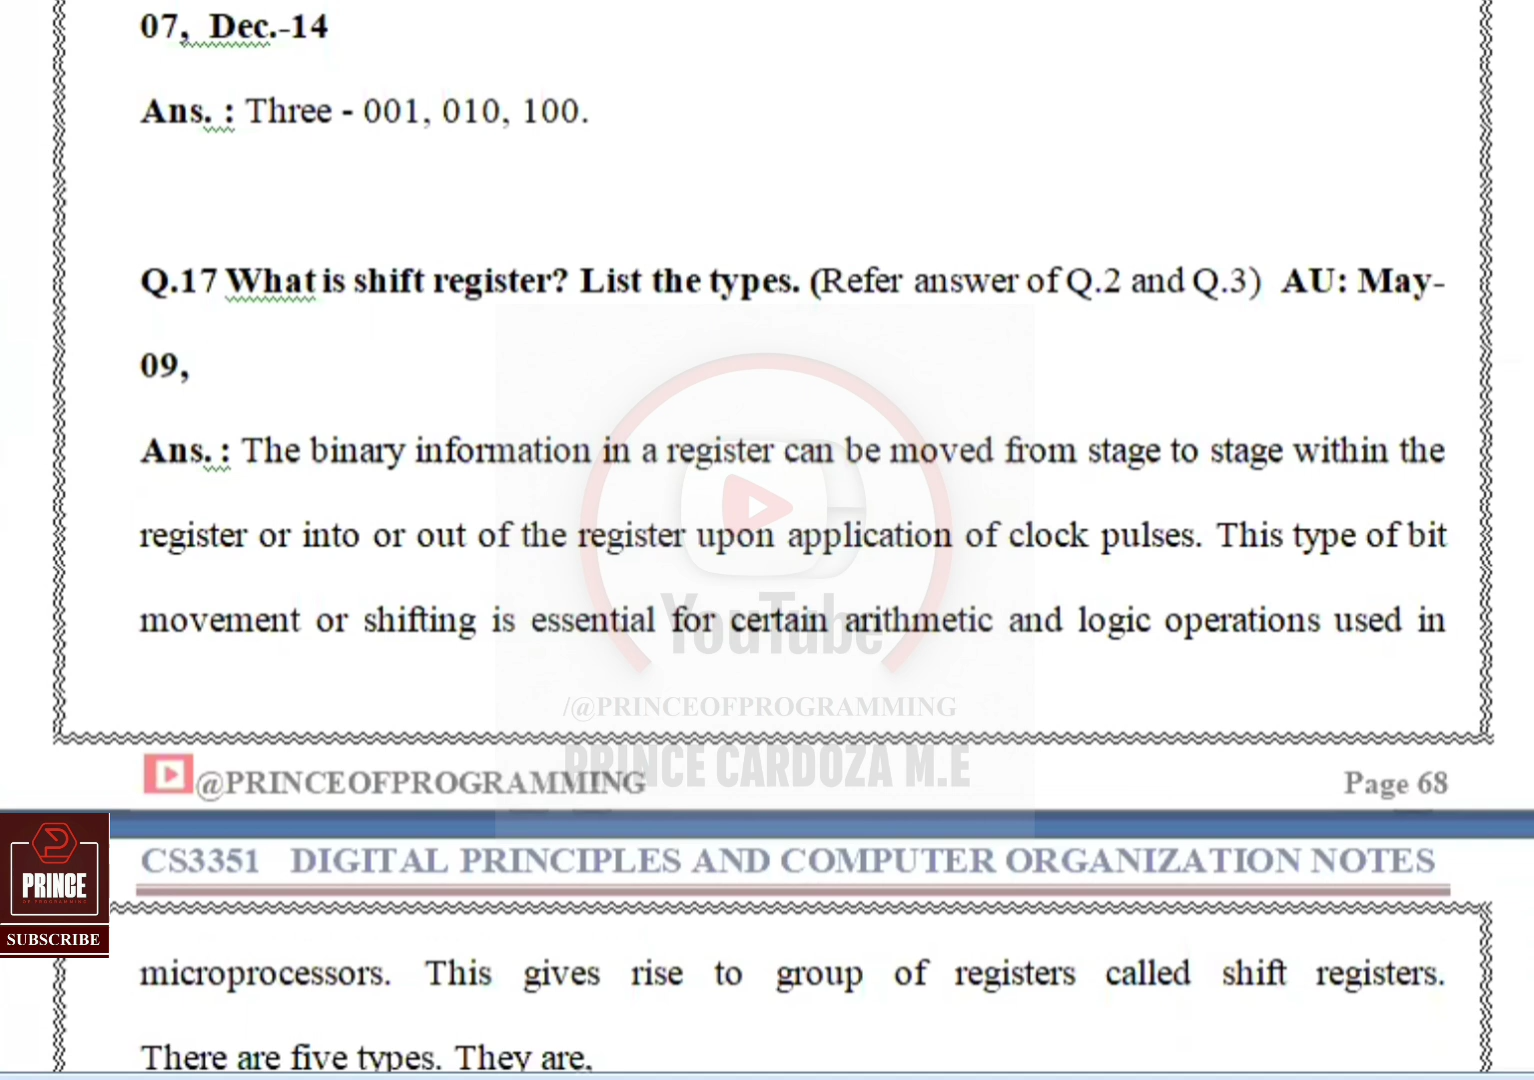 07, Dec.-14
Ans. : Three - 001, 010, 100.
Q.17 What is shift register? List the types. (Refer answer of Q.2 and Q.3) AU: May-
09,
Ans. : The binary information in a register can be moved from stage to stage within the
register or into or out of the register upon application of clock pulses. This type of bit
movement or shifting is essential for certain arithmetic and logic operations used in
YouTube
/@PRINCEOFPROGRAMMING
PRINCE CARDOZA M.E
@PRINCEOFPROGRAMMING
Page 68
CS3351 DIGITAL PRINCIPLES AND COMPUTER ORGANIZATION NOTES
PRINCE
OF PROGRAMMING
SUBSCRIBE
microprocessors. This gives rise to group of registers called shift registers.
There are five types. They are,